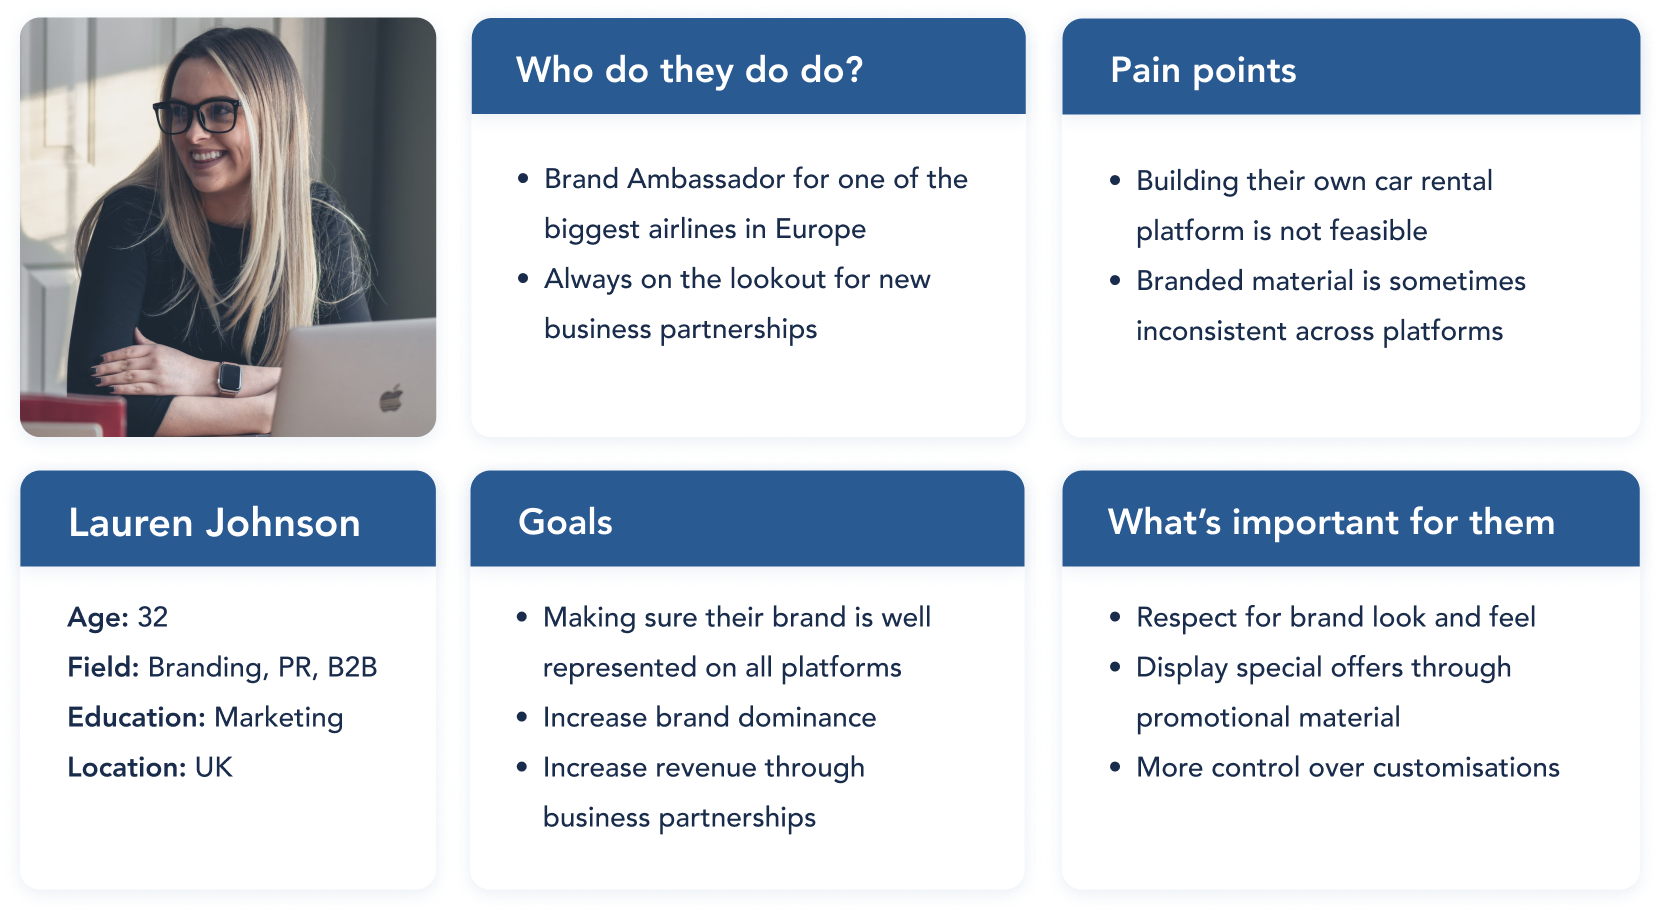 Who do they do do?
Brand Ambassador for one of the
biggest airlines in Europe
Always on the lookout for new
business partnerships
Pain points
Building their own car rental
platform is not feasible
Branded material is sometimes
inconsistent across platforms
Lauren Johnson
Age: 32
Field: Branding, PR, B2B
Education: Marketing
Location: UK
Goals
Making sure their brand is well
represented on all platforms
Increase brand dominance
Increase revenue through
business partnerships
What's important for them
Respect for brand look and feel
Display special offers through
promotional material
More control over customisations